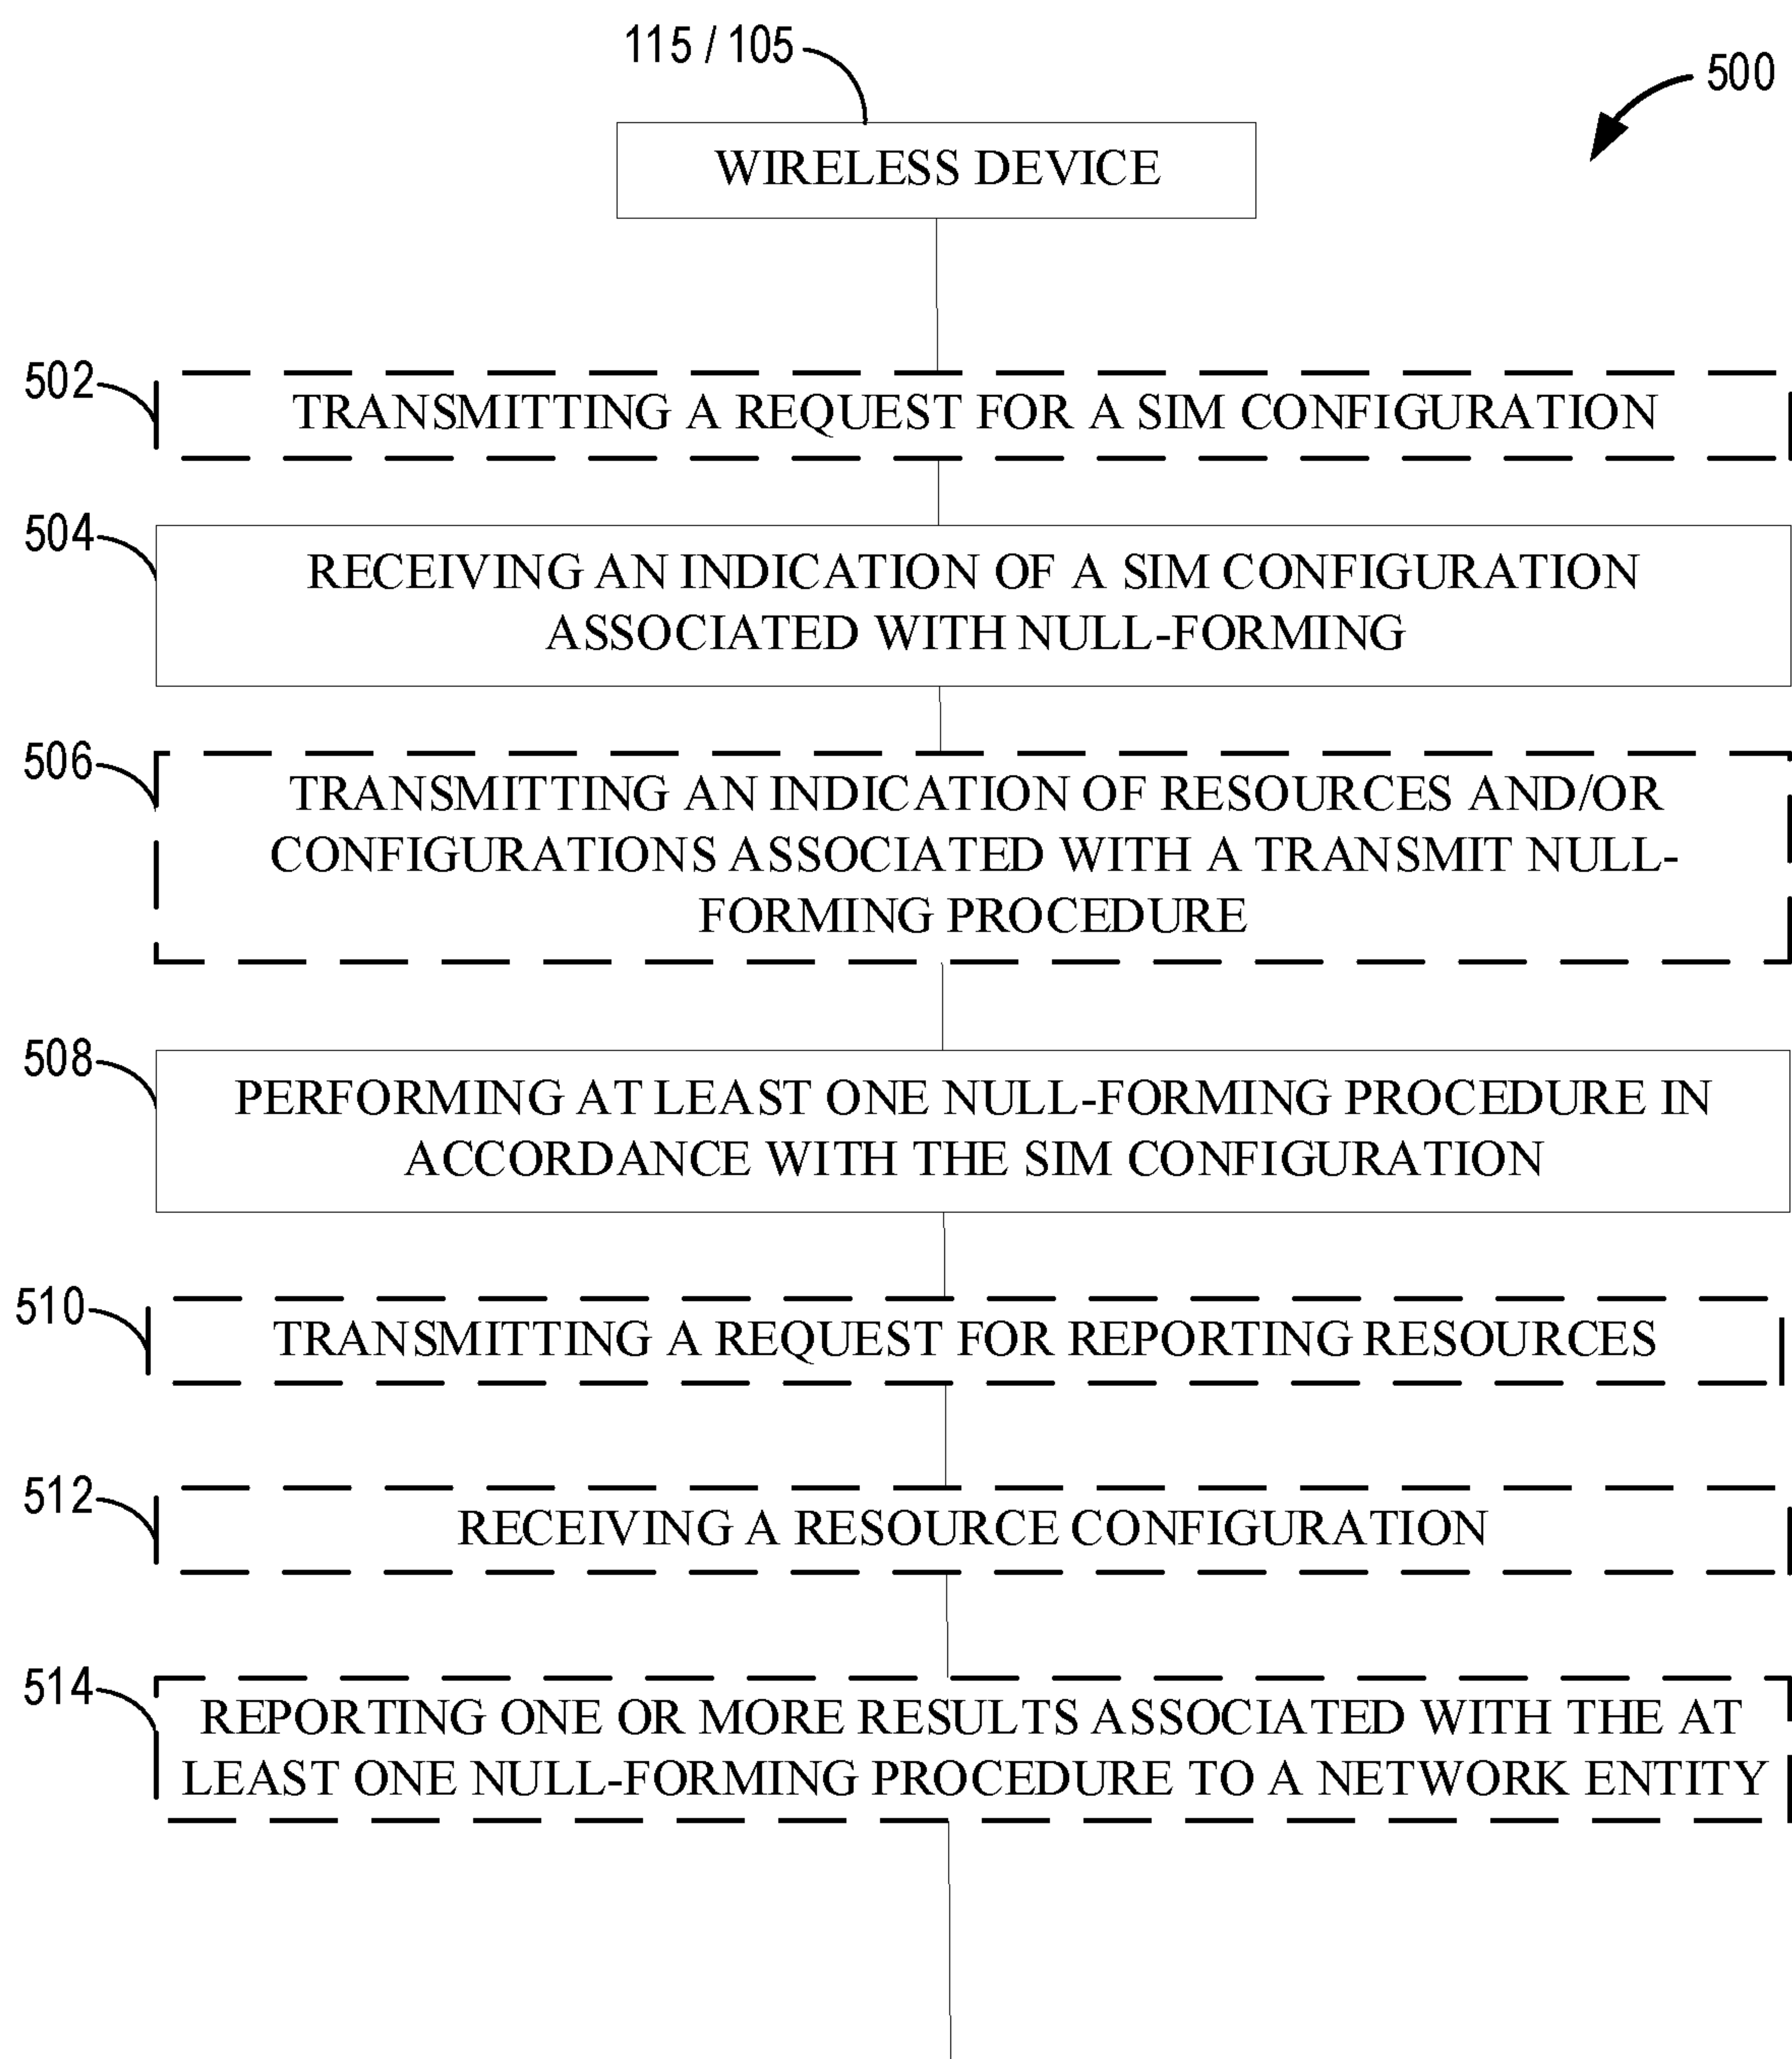 115 / 105
500
WIRELESS DEVICE
502
TRANSMITTING A REQUEST FOR A SIM CONFIGURATION
504
RECEIVING AN INDICATION OF A SIM CONFIGURATION
ASSOCIATED WITH NULL-FORMING
506
TRANSMITTING AN INDICATION OF RESOURCES AND/OR
CONFIGURATIONS ASSOCIATED WITH A TRANSMIT NULL-
FORMING PROCEDURE
508
PERFORMING AT LEAST ONE NULL-FORMING PROCEDURE IN
ACCORDANCE WITH THE SIM CONFIGURATION
510
TRANSMITTING A REQUEST FOR REPORTING RESOURCES
512
RECEIVING A RESOURCE CONFIGURATION
514
REPORTING ONE OR MORE RESULTS ASSOCIATED WITH THE AT
LEAST ONE NULL-FORMING PROCEDURE TO A NETWORK ENTITY